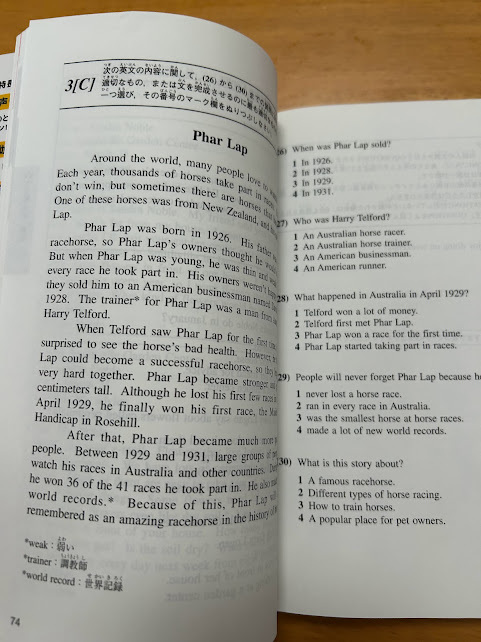 3[C]
次の英文の内容に関して、(26)から(30)までの
適切なもの、または文を完成させるのに最も適切な
一つ選び、その番号のマーク欄をぬりつぶしなさい
Phar Lap
Around the world, many people love to
Each year, thousands of horses take part in races.
don't win, but sometimes there are horses that
One of these horses was from New Zealand, and
Lap.
Phar Lap was born in 1926. His father
racehorse, so Phar Lap's owners thought he
But when Phar Lap was young, he was thin and
every race he took part in. His owners weren't
they sold him to an American businessman named
1928. The trainer* for Phar Lap was a man from
Harry Telford.
When Telford saw Phar Lap for the first time,
surprised to see the horse's bad health. However,
Lap could become a successful racehorse, so they
very hard together. Phar Lap became stronger and
centimeters tall. Although he lost his first few races in
April 1929, he finally won his first race, the
Handicap in Rosehill.
After that, Phar Lap became much more
people. Between 1929 and 1931, large groups of
watch his races in Australia and other countries.
he won 36 of the 41 races he took part in. He also
world records.* Because of this, Phar Lap will
remembered as an amazing racehorse in the history of
*weak：弱い
*trainer：調教師
*world record：世界記録
74
26) When was Phar Lap sold?
1 In 1926.
2 In 1928.
3 In 1929.
4 In 1931.
27) Who was Harry Telford?
1 An Australian horse racer.
2 An Australian horse trainer.
3 An American businessman.
4 An American runner.
28) What happened in Australia in April 1929?
1 Telford won a lot of money.
2 Telford first met Phar Lap.
3 Phar Lap won a race for the first time.
4 Phar Lap started taking part in races.
29) People will never forget Phar Lap because he
1 never lost a horse race.
2 ran in every race in Australia.
3 was the smallest horse at horse races.
4 made a lot of new world records.
30) What is this story about?
1 A famous racehorse.
2 Different types of horse racing.
3 How to train horses.
4 A popular place for pet owners.